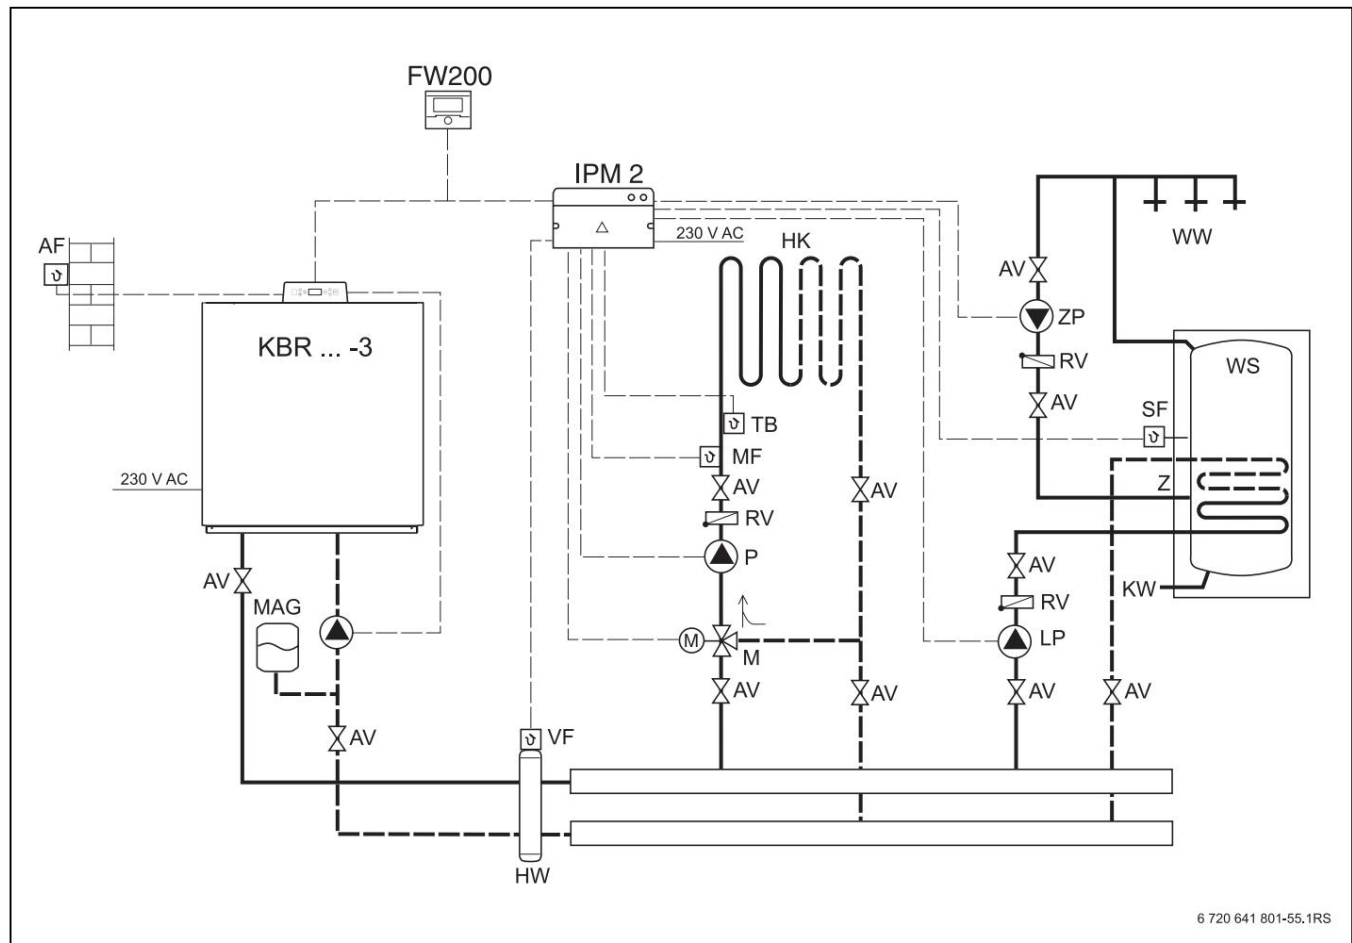 FW200
IPM 2
230 V AC
HK
WW
AF
ϑ
AV
ZP
KBR ... -3
RV
WS
AV
SF
ϑ
TB
ϑ
MF
ϑ
230 V AC
AV
AV
Z
RV
P
AV
AV
KW
MAG
RV
LP
M
M
AV
AV
AV
AV
AV
VF
ϑ
HW
6 720 641 801-55.1RS